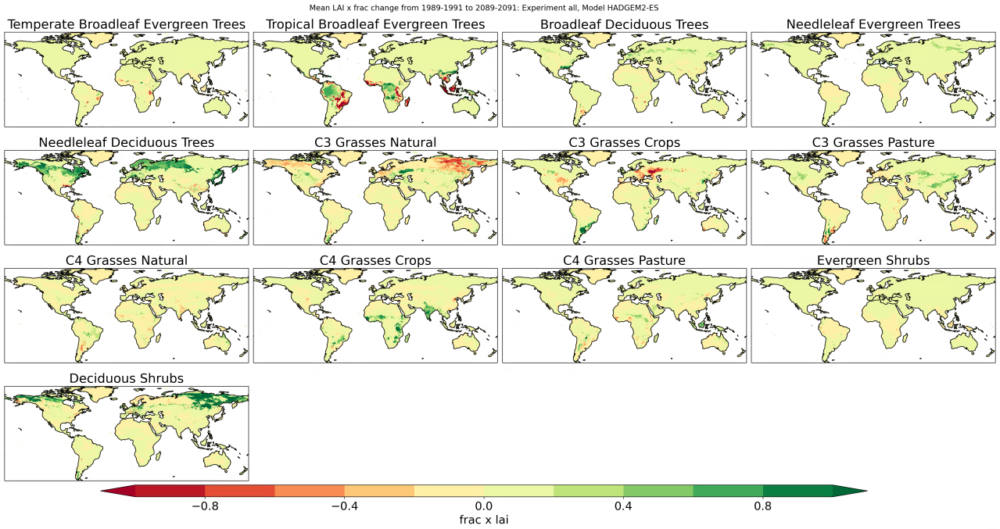 Mean LAI x frac change from 1989-1991 to 2089-2091: Experiment all, Model HADGEM2-ES
Temperate Broadleaf Evergreen Trees
Tropical Broadleaf Evergreen Trees
Broadleaf Deciduous Trees
Needleleaf Evergreen Trees
Needleleaf Deciduous Trees
C3 Grasses Natural
C3 Grasses Crops
C3 Grasses Pasture
C4 Grasses Natural
C4 Grasses Crops
C4 Grasses Pasture
Evergreen Shrubs
Deciduous Shrubs
−0.8 −0.4 0.0 0.4 0.8
frac x lai